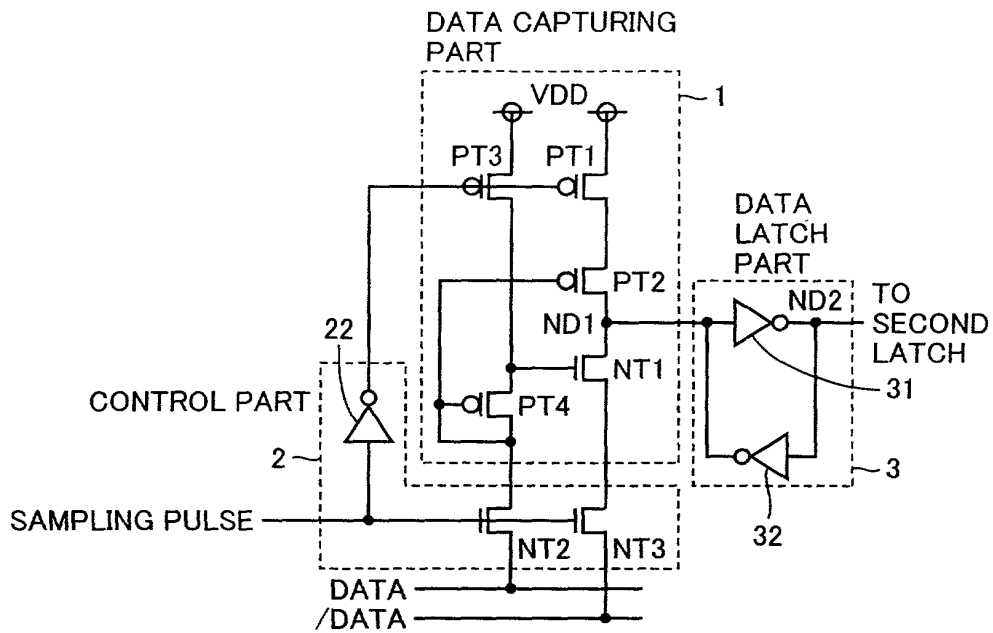 DATA CAPTURING
PART
VDD
1
PT3
PT1
DATA
LATCH
PART
PT2
ND1
ND2
TO
SECOND
LATCH
22
NT1
31
CONTROL PART
PT4
2
3
32
SAMPLING PULSE
NT2
NT3
DATA
/DATA